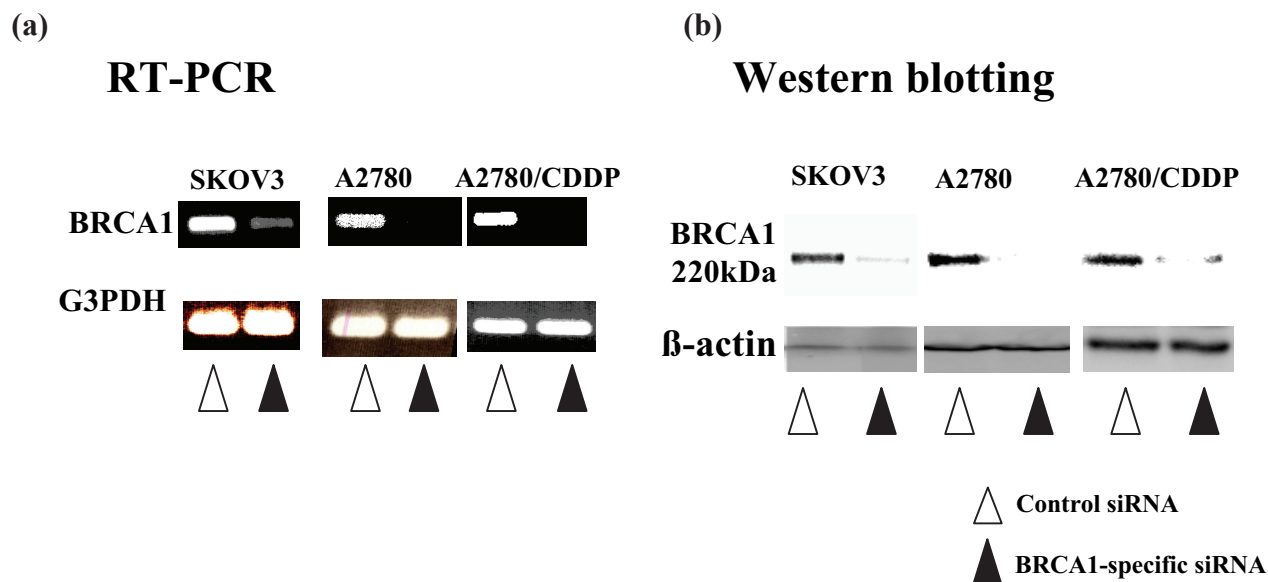 (a)
RT-PCR
SKOV3 A2780 A2780/CDDP
BRCA1
G3PDH
(b)
Western blotting
SKOV3 A2780 A2780/CDDP
BRCA1
220kDa
ß-actin
Control siRNA
BRCA1-specific siRNA